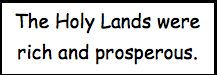 The Holy Lands were
rich and prosperous.